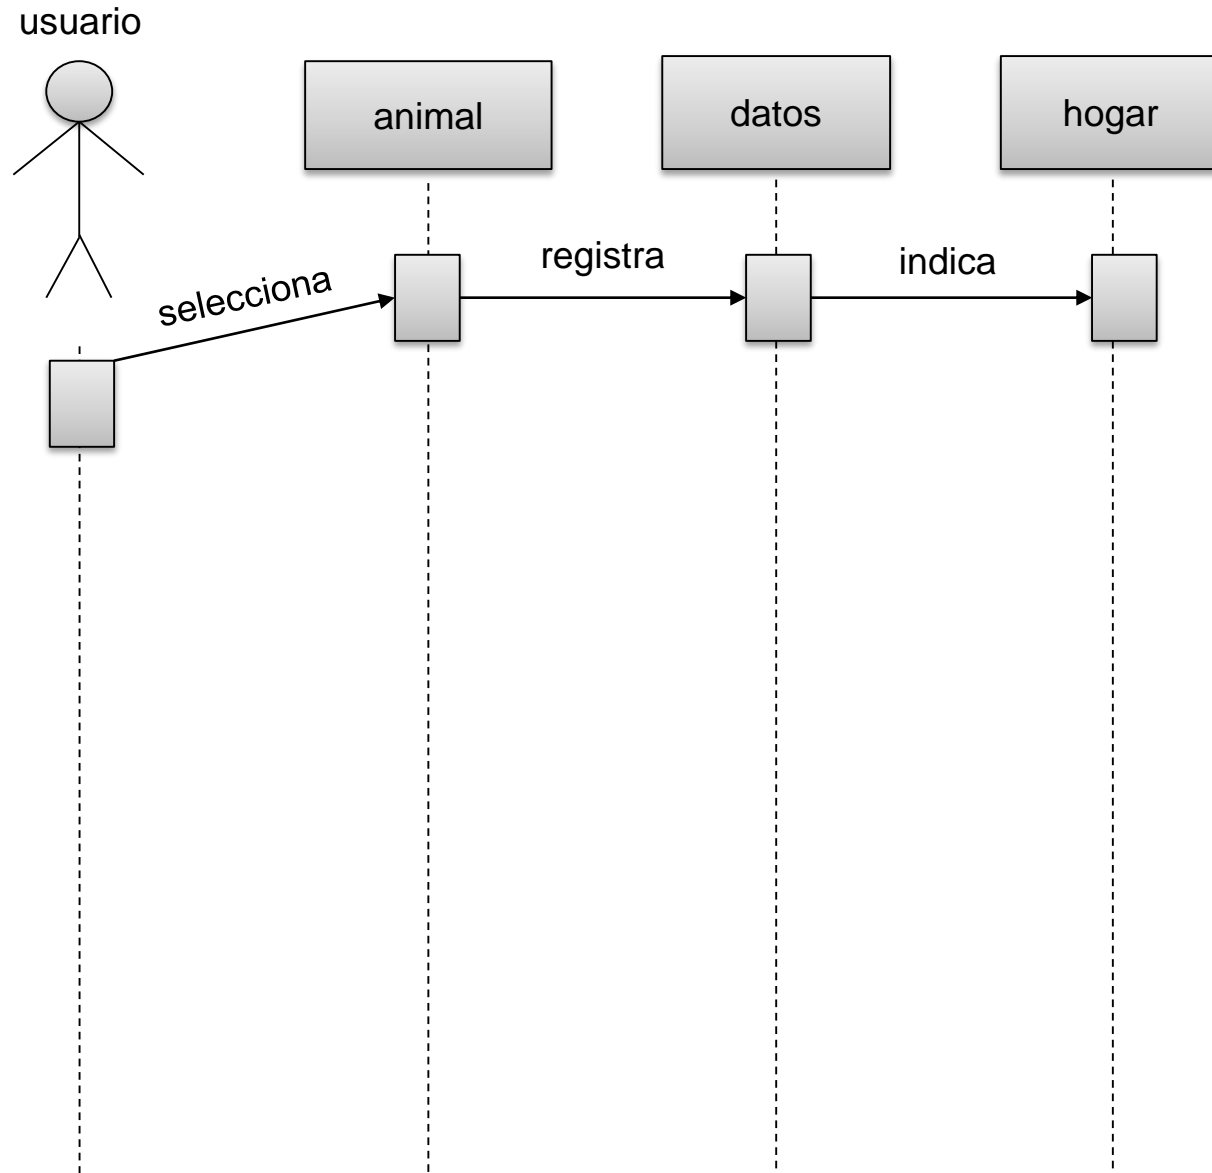 usuario
animal
datos
hogar
selecciona
registra
indica